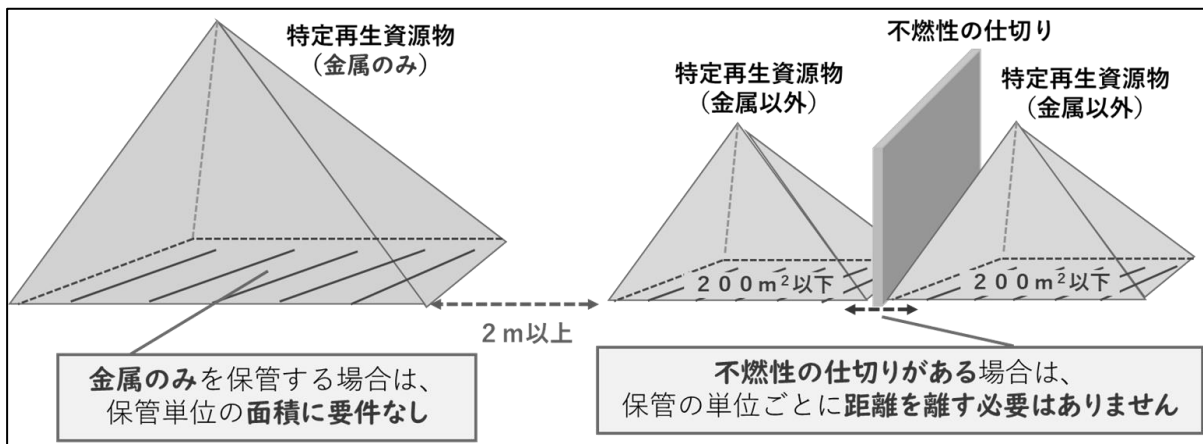 特定再生資源物
（金属のみ）
不燃性の仕切り
特定再生資源物
（金属以外）
特定再生資源物
（金属以外）
２００ｍ²以下
２００ｍ²以下
２ｍ以上
金属のみを保管する場合は、
保管単位の面積に要件なし
不燃性の仕切りがある場合は、
保管の単位ごとに距離を離す必要はありません